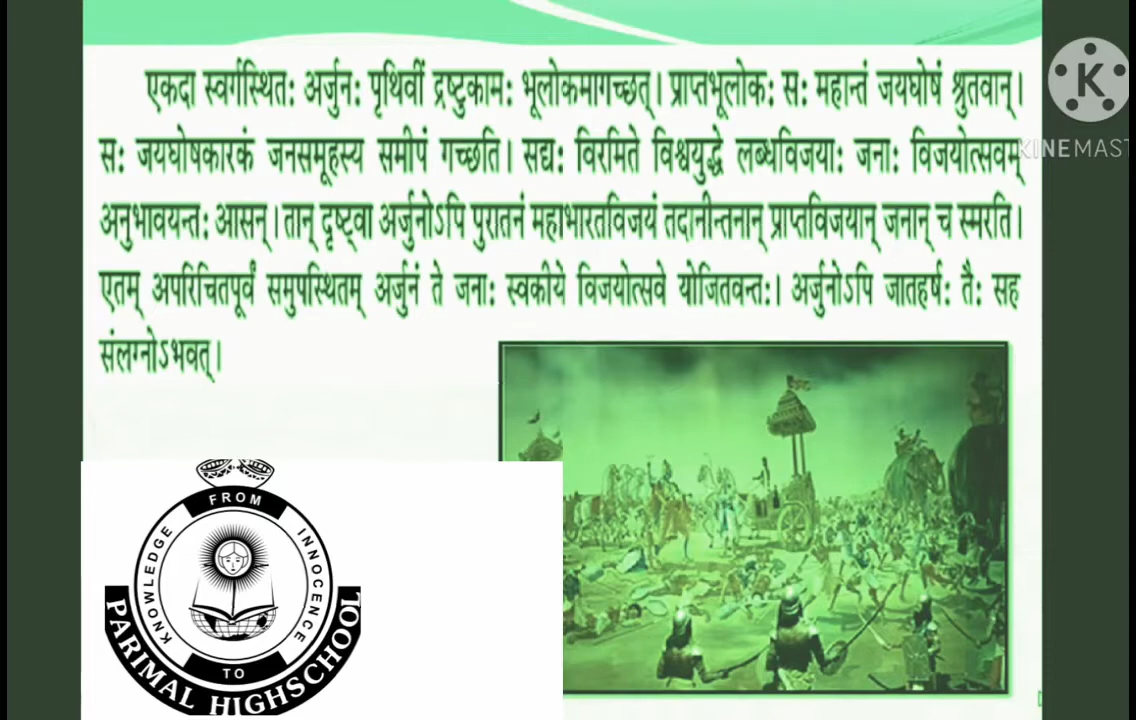 एकदा स्वर्गस्थितः अर्जुनः पृथिवीं द्रष्टुकामः भूलोकमागच्छत्। प्राप्तभूलोकः सः महान्तं जयघोषं श्रुतवान्।
सः जयघोषकारकं जनसमूहस्य समीपं गच्छति। सद्यः विरमिते विश्वयुद्धे लब्धविजयाः जनाः विजयोत्सवम्
अनुभावयन्तः आसन्। तान् दृष्ट्वा अर्जुनोऽपि पुरातनं महाभारतविजयं तदानीन्तनान् प्राप्तविजयान् जनान् च स्मरति।
एतम् अपरिचितपूर्वं समुपस्थितम् अर्जुनं ते जनाः स्वकीये विजयोत्सवे योजितवन्तः। अर्जुनोऽपि जातहर्षः तैः सह
संलग्नोऽभवत्।
K
KINEMAST
KNOWLEDGE
FROM
INNOCENCE
TO
PARIMAL HIGHSCHOOL